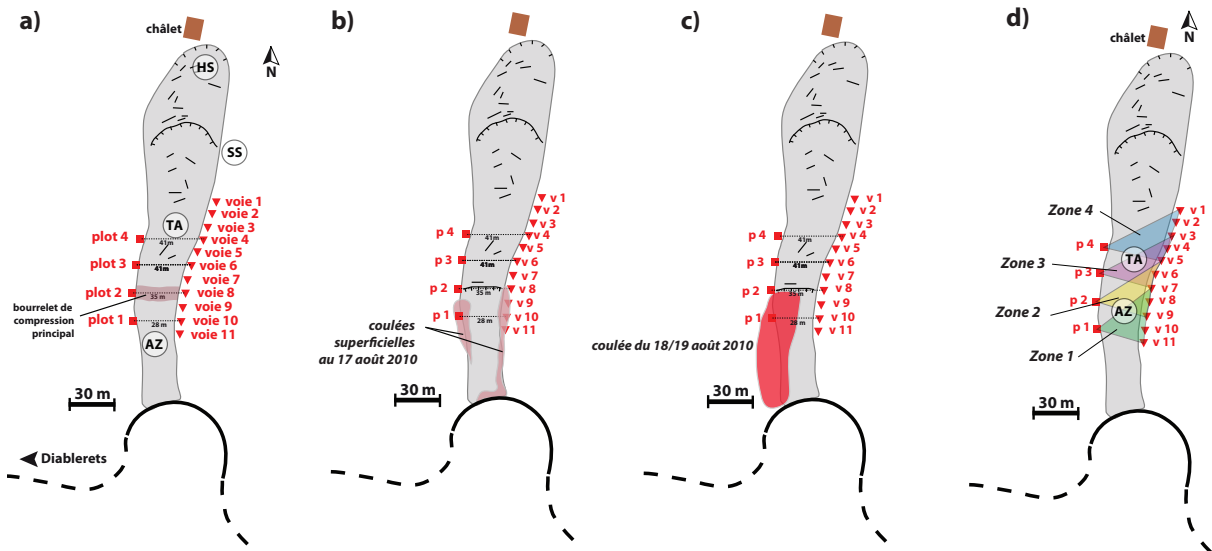 a)
châlet
HS
N
SS
voie 1
voie 2
voie 3
TA
plot 4
41m
voie 4
voie 5
plot 3
41m
voie 6
voie 7
plot 2
35 m
voie 8
bourrelet de
compression
principal
voie 9
plot 1
28 m
voie 10
voie 11
AZ
30 m
Diablerets
b)
v 1
v 2
v 3
p 4
41m
v 4
v 5
p 3
41m
v 6
v 7
p 2
35 m
v 8
v 9
p 1
28 m
v 10
v 11
coulées
superficielles
au 17 août 2010
30 m
c)
v 1
v 2
v 3
p 4
41m
v 4
v 5
p 3
41m
v 6
v 7
p 2
35 m
v 8
v 9
p 1
28 m
v 10
v 11
coulée du 18/19 août 2010
30 m
d)
châlet
N
Zone 4
v 1
v 2
v 3
p 4
v 4
TA
v 5
Zone 3
p 3
v 6
v 7
p 2
v 8
Zone 2
AZ
v 9
p 1
v 10
Zone 1
v 11
30 m